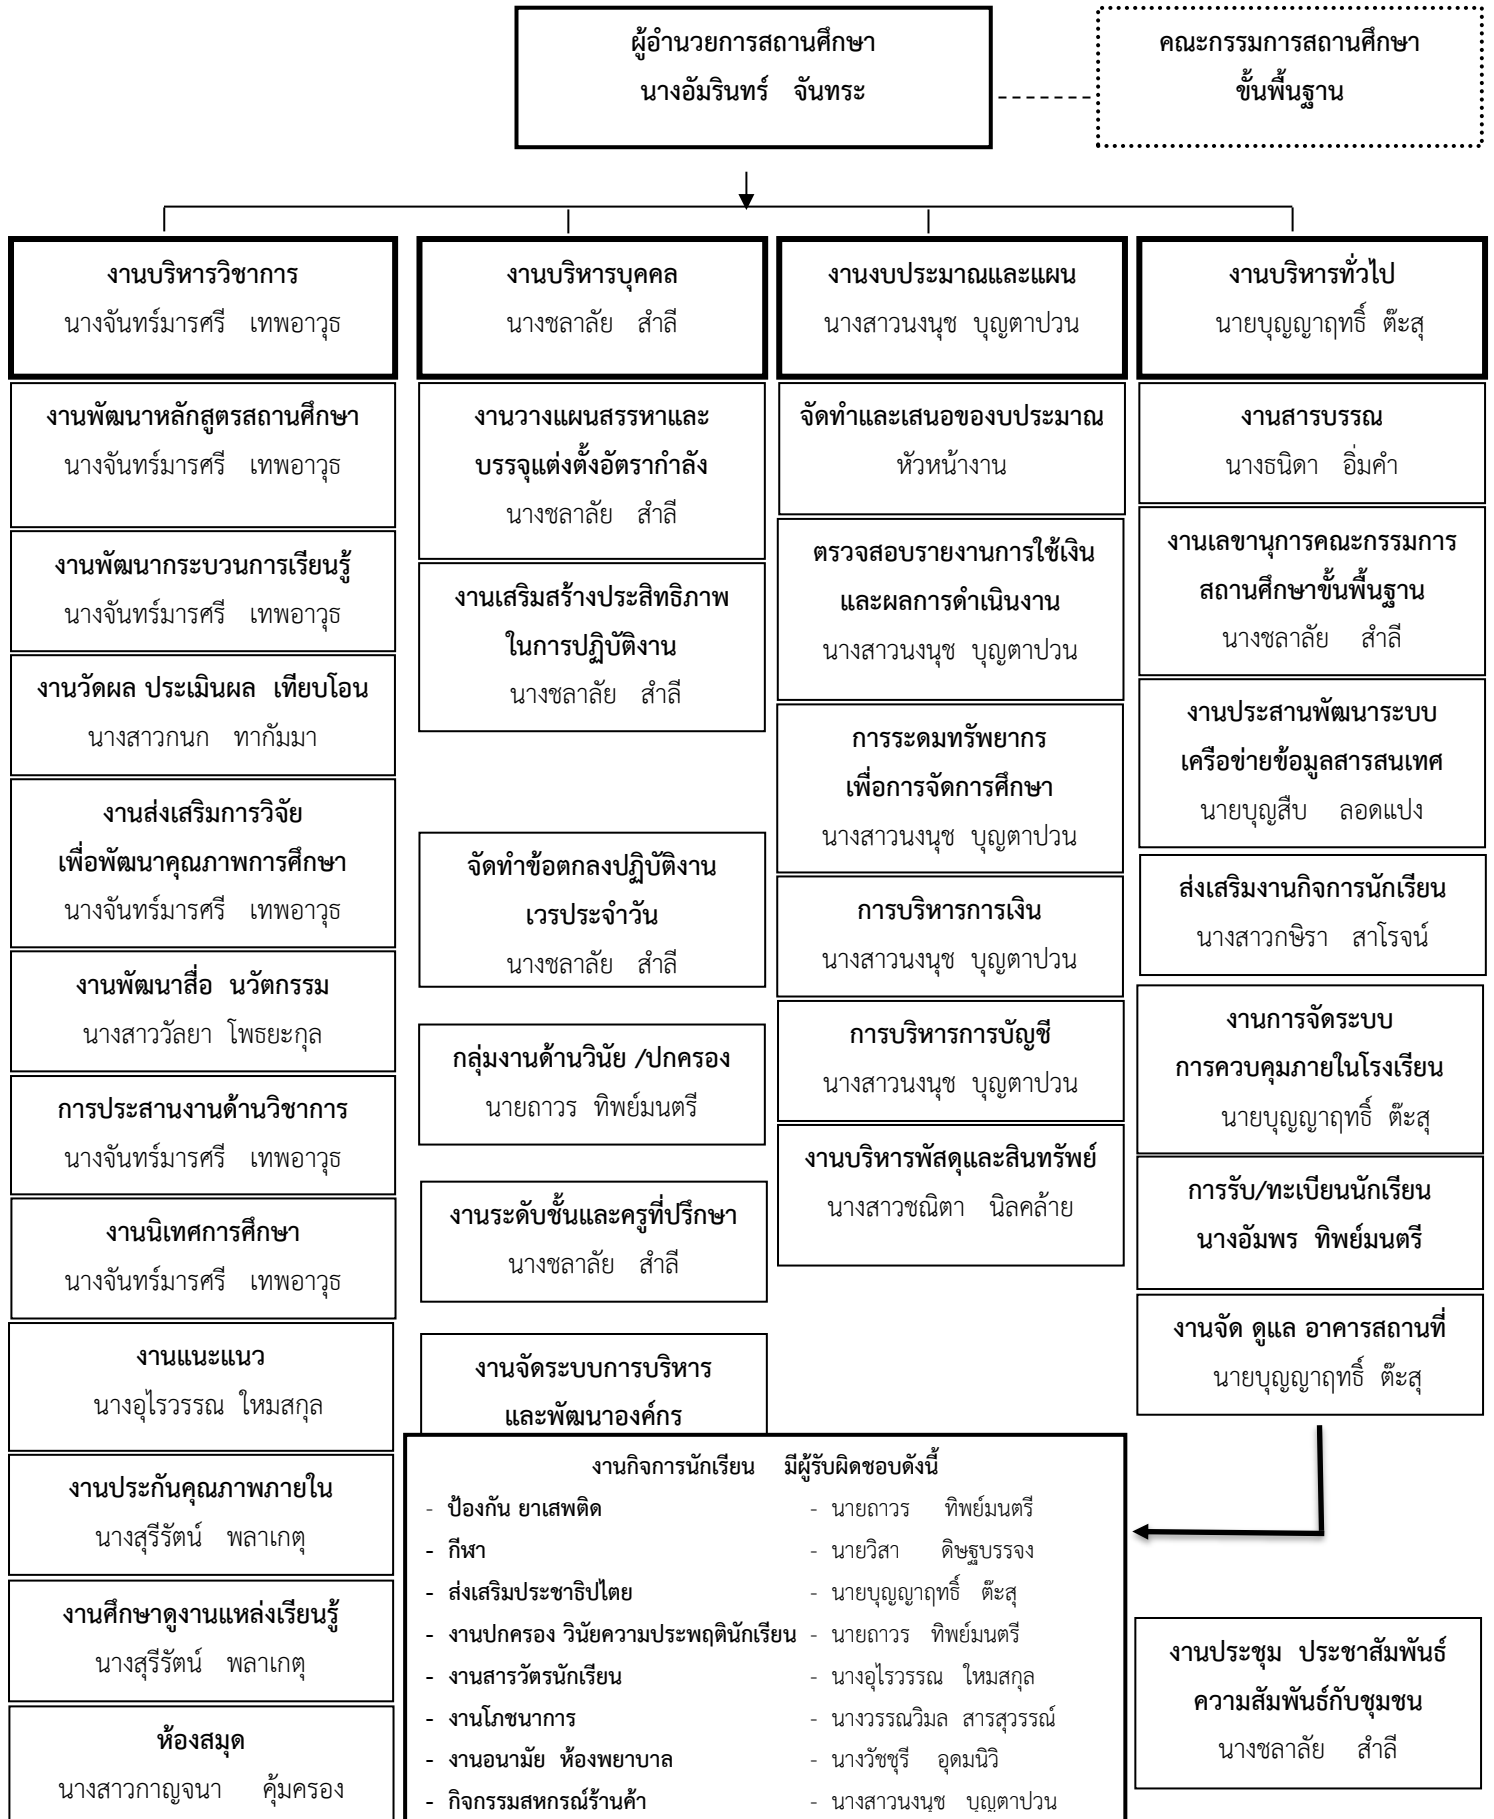 ผู้อำนวยการสถานศึกษา
นางอัมรินทร์ จันทระ
คณะกรรมการสถานศึกษา
ขั้นพื้นฐาน
งานบริหารวิชาการ
นางจันทร์มารศรี เทพอาวุธ
งานพัฒนาหลักสูตรสถานศึกษา
นางจันทร์มารศรี เทพอาวุธ
งานพัฒนากระบวนการเรียนรู้
นางจันทร์มารศรี เทพอาวุธ
งานวัดผล ประเมินผล เทียบโอน
นางสาวกนก ทากัมมา
งานส่งเสริมการวิจัย
เพื่อพัฒนาคุณภาพการศึกษา
นางจันทร์มารศรี เทพอาวุธ
งานพัฒนาสื่อ นวัตกรรม
นางสาววัลยา โพธยะกุล
การประสานงานด้านวิชาการ
นางจันทร์มารศรี เทพอาวุธ
งานนิเทศการศึกษา
นางจันทร์มารศรี เทพอาวุธ
งานแนะแนว
นางอุไรวรรณ ใหมสกุล
งานประกันคุณภาพภายใน
นางสุรีรัตน์ พลาเกตุ
งานศึกษาดูงานแหล่งเรียนรู้
นางสุรีรัตน์ พลาเกตุ
ห้องสมุด
นางสาวกาญจนา คุ้มครอง
งานบริหารบุคคล
นางชลาลัย สำลี
งานวางแผนสรรหาและ
บรรจุแต่งตั้งอัตรากำลัง
นางชลาลัย สำลี
งานเสริมสร้างประสิทธิภาพ
ในการปฏิบัติงาน
นางชลาลัย สำลี
จัดทำข้อตกลงปฏิบัติงาน
เวรประจำวัน
นางชลาลัย สำลี
กลุ่มงานด้านวินัย /ปกครอง
นายถาวร ทิพย์มนตรี
งานระดับชั้นและครูที่ปรึกษา
นางชลาลัย สำลี
งานจัดระบบการบริหาร
และพัฒนาองค์กร
งานงบประมาณและแผน
นางสาวนงนุช บุญตาปวน
จัดทำและเสนอของบประมาณ
หัวหน้างาน
ตรวจสอบรายงานการใช้เงิน
และผลการดำเนินงาน
นางสาวนงนุช บุญตาปวน
การระดมทรัพยากร
เพื่อการจัดการศึกษา
นางสาวนงนุช บุญตาปวน
การบริหารการเงิน
นางสาวนงนุช บุญตาปวน
การบริหารการบัญชี
นางสาวนงนุช บุญตาปวน
งานบริหารพัสดุและสินทรัพย์
นางสาวชณิตา นิลคล้าย
งานบริหารทั่วไป
นายบุญญาฤทธิ์ ต๊ะสุ
งานสารบรรณ
นางธนิดา อิ่มคำ
งานเลขานุการคณะกรรมการ
สถานศึกษาขั้นพื้นฐาน
นางชลาลัย สำลี
งานประสานพัฒนาระบบ
เครือข่ายข้อมูลสารสนเทศ
นายบุญสืบ ลอดแปง
ส่งเสริมงานกิจการนักเรียน
นางสาวกษิรา สาโรจน์
งานการจัดระบบ
การควบคุมภายในโรงเรียน
นายบุญญาฤทธิ์ ต๊ะสุ
การรับ/ทะเบียนนักเรียน
นางอัมพร ทิพย์มนตรี
งานจัด ดูแล อาคารสถานที่
นายบุญญาฤทธิ์ ต๊ะสุ
งานกิจการนักเรียน มีผู้รับผิดชอบดังนี้
- ป้องกัน ยาเสพติด - นายถาวร ทิพย์มนตรี
- กีฬา - นายวิสา ดิษฐบรรจง
- ส่งเสริมประชาธิปไตย - นายบุญญาฤทธิ์ ต๊ะสุ
- งานปกครอง วินัยความประพฤตินักเรียน - นายถาวร ทิพย์มนตรี
- งานสารวัตรนักเรียน - นางอุไรวรรณ ใหมสกุล
- งานโภชนาการ - นางวรรณวิมล สารสุวรรณ์
- งานอนามัย ห้องพยาบาล - นางวัชชุรี อุดมนิวิ
- กิจกรรมสหกรณ์ร้านค้า - นางสาวนงนุช บุญตาปวน
งานประชุม ประชาสัมพันธ์
ความสัมพันธ์กับชุมชน
นางชลาลัย สำลี